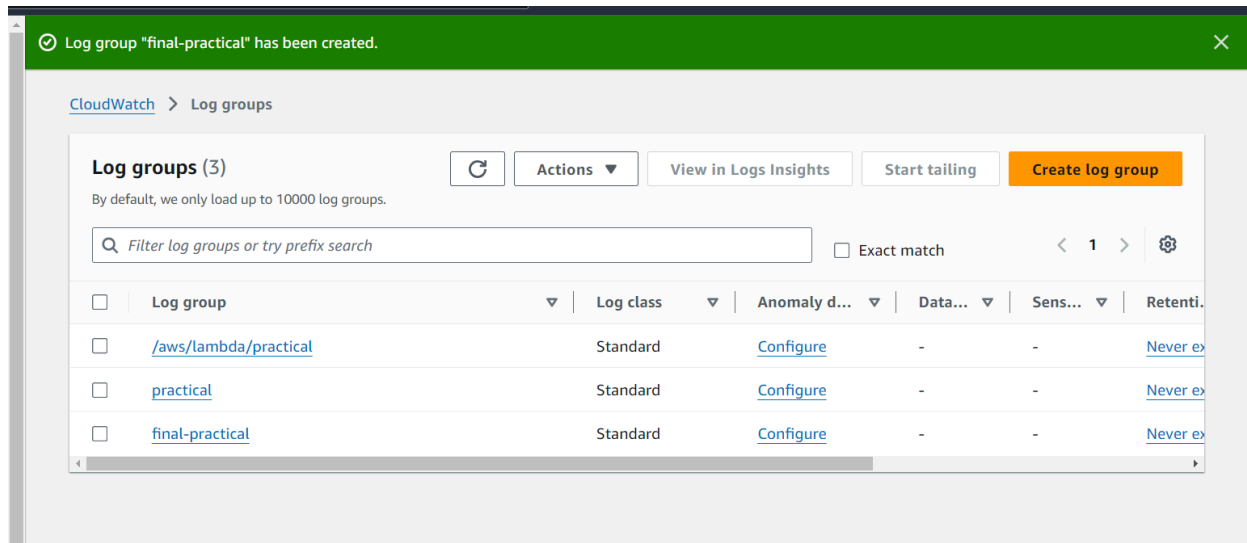 Log group "final-practical" has been created.
CloudWatch > Log groups
Log groups (3)
Actions
View in Logs Insights
Start tailing
Create log group
By default, we only load up to 10000 log groups.
Filter log groups or try prefix search
Exact match
1
Log group Log class Anomaly d... Data... Sens... Retenti.
/aws/lambda/practical Standard Configure - - Never ex
practical Standard Configure - - Never ex
final-practical Standard Configure - - Never ex